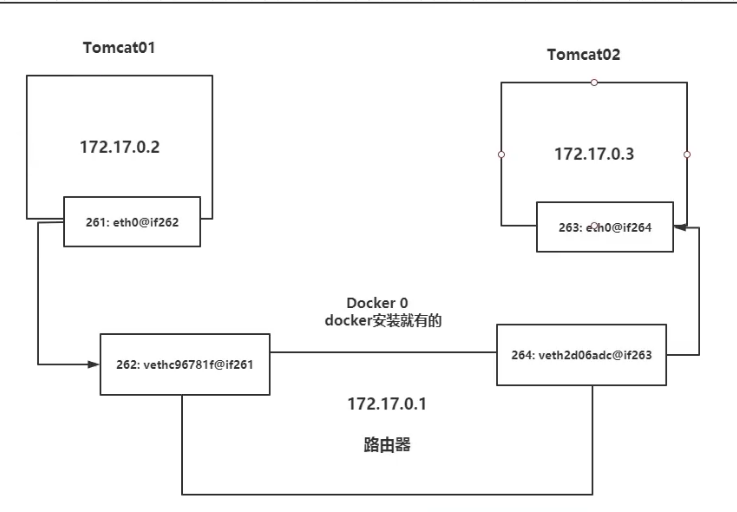 Tomcat01
Tomcat02
172.17.0.2
172.17.0.3
261: eth0@if262
263: eth0@if264
Docker 0
docker安装就有的
262: vethc96781f@if261
264: veth2d06adc@if263
172.17.0.1
路由器